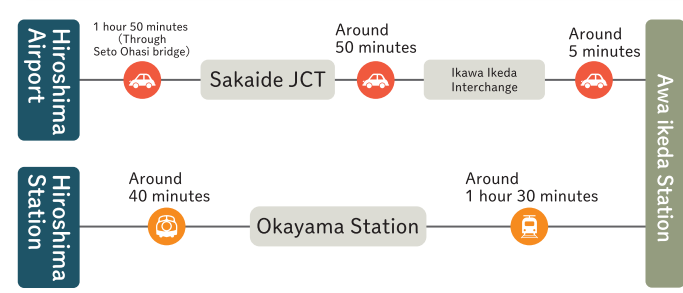 Hiroshima
Airport
1 hour 50 minutes
(Through
Seto Ohasi bridge)
Sakaide JCT
Around
50 minutes
Ikawa Ikeda
Interchange
Around
5 minutes
Awa ikeda Station
Hiroshima
Station
Around
40 minutes
Okayama Station
Around
1 hour 30 minutes